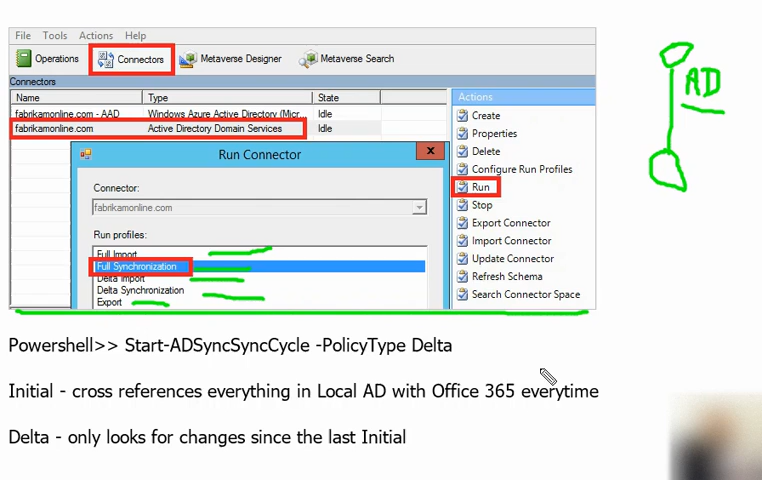 File Tools Actions Help
Operations Connectors Metaverse Designer Metaverse Search
Connectors
Name Type State
fabrikamonline.com - AAD Windows Azure Active Directory (Micr... Idle
fabrikamonline.com Active Directory Domain Services Idle
Run Connector
x
Connector:
fabrikamonline.com
Run profiles:
Full Import
Full Synchronization
Delta Import
Delta Synchronization
Export
Actions
Create
Properties
Delete
Configure Run Profiles
Run
Stop
Export Connector
Import Connector
Update Connector
Refresh Schema
Search Connector Space
AD
Powershell>> Start-ADSyncSyncCycle -PolicyType Delta
Initial - cross references everything in Local AD with Office 365 everytime
Delta - only looks for changes since the last Initial